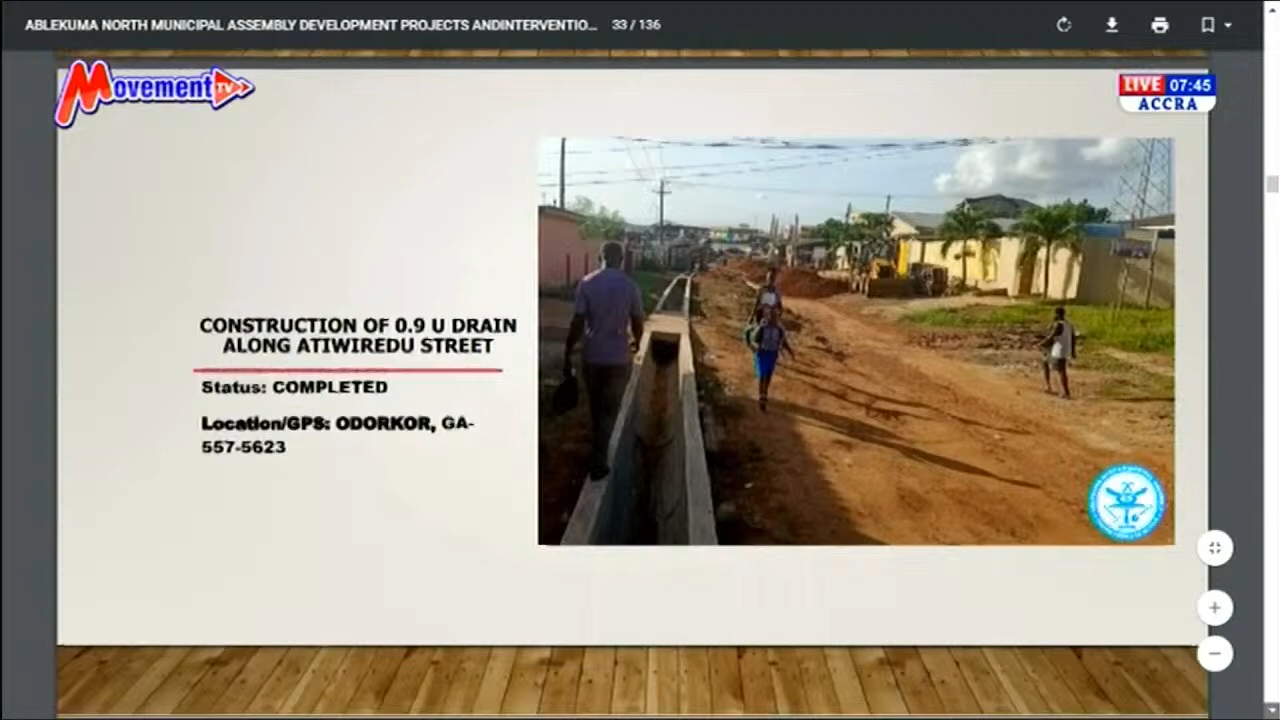 ABLEKUMA NORTH MUNICIPAL ASSEMBLY DEVELOPMENT PROJECTS ANDINTERVENTIO... 33 / 136
Movement TV
LIVE 07:45
ACCRA
CONSTRUCTION OF 0.9 U DRAIN
ALONG ATIWIREDU STREET
Status: COMPLETED
Location/GPS: ODORKOR, GA-
557-5623